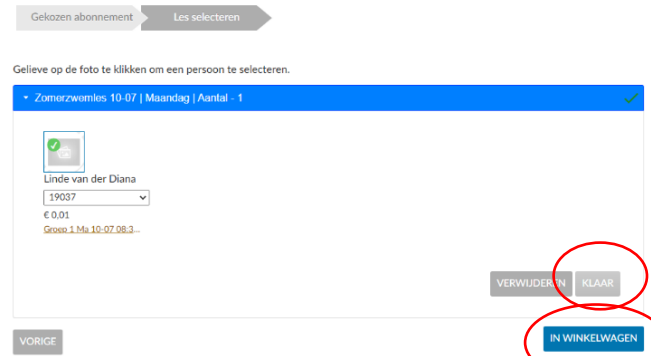 Gekozen abonnement Les selecteren
Gelieve op de foto te klikken om een persoon te selecteren.
Zomerzwemles 10-07 | Maandag | Aantal - 1
Linde van der Diana
19037
€ 0,01
Groep 1 Ma 10-07 08:3...
VERWIJDEREN KLAAR
VORIGE IN WINKELWAGEN